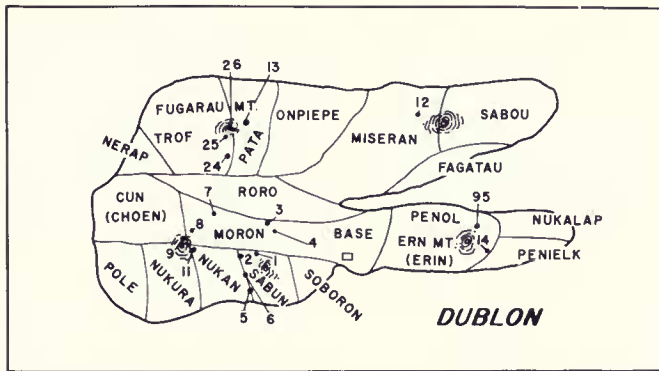 26 13
FUGARAU MT. ONPIEPE 12 SABOU
TROF PATA MISERAN
25
NERAP 24 FAGATAU
CUN 7 RORO 95
(CHOEN) 3 PENOL NUKALAP
8 MORON 4 BASE ERN MT. 14
9 (ERIN) PENIELK
11 2 1
POLE NUKURA NUKAN SABUN SOBORON
5 6
DUBLON